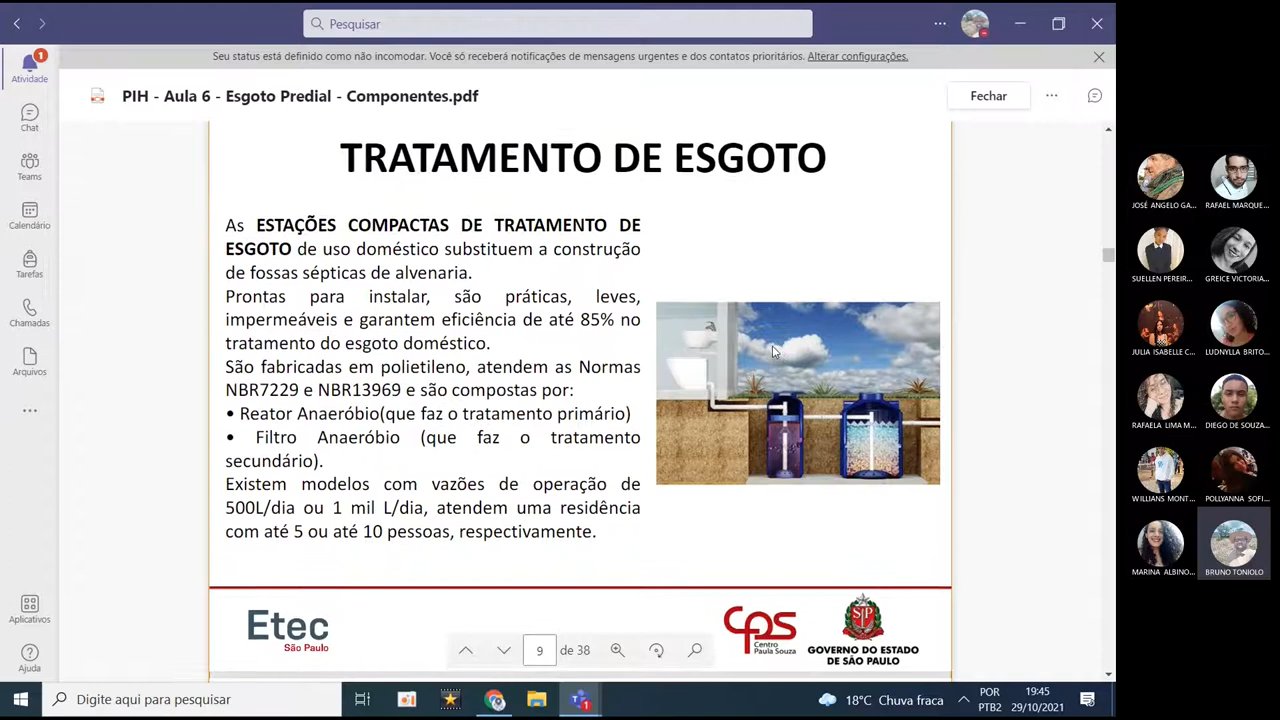 Pesquisar
Seu status está definido como não incomodar. Você só receberá notificações de mensagens urgentes e dos contatos prioritários. Alterar configurações.
1
Atividade
Chat
Teams
Calendário
Tarefas
Chamadas
Arquivos
Aplicativos
Ajuda
PIH - Aula 6 - Esgoto Predial - Componentes.pdf
Fechar
TRATAMENTO DE ESGOTO
As ESTAÇÕES COMPACTAS DE TRATAMENTO DE
ESGOTO de uso doméstico substituem a construção
de fossas sépticas de alvenaria.
Prontas para instalar, são práticas, leves,
impermeáveis e garantem eficiência de até 85% no
tratamento do esgoto doméstico.
São fabricadas em polietileno, atendem as Normas
NBR7229 e NBR13969 e são compostas por:
• Reator Anaeróbio(que faz o tratamento primário)
• Filtro Anaeróbio (que faz o tratamento
secundário).
Existem modelos com vazões de operação de
500L/dia ou 1 mil L/dia, atendem uma residência
com até 5 ou até 10 pessoas, respectivamente.
Etec
São Paulo
cps
Centro
Paula Souza
SP
GOVERNO DO ESTADO
DE SÃO PAULO
9 de 38
JOSÉ ANGELO GA...
RAFAEL MARQUE...
SUELLEN PEREIR...
GREICE VICTORIA...
JULIA ISABELLE C...
LUDNYLLA BRITO...
RAFAELA LIMA M...
DIEGO DE SOUZA...
WILLIANS MONT...
POLLYANNA SOFI...
MARINA ALBINO...
BRUNO TONIOLO
Digite aqui para pesquisar
1
18°C Chuva fraca
POR
PTB2
19:45
29/10/2021